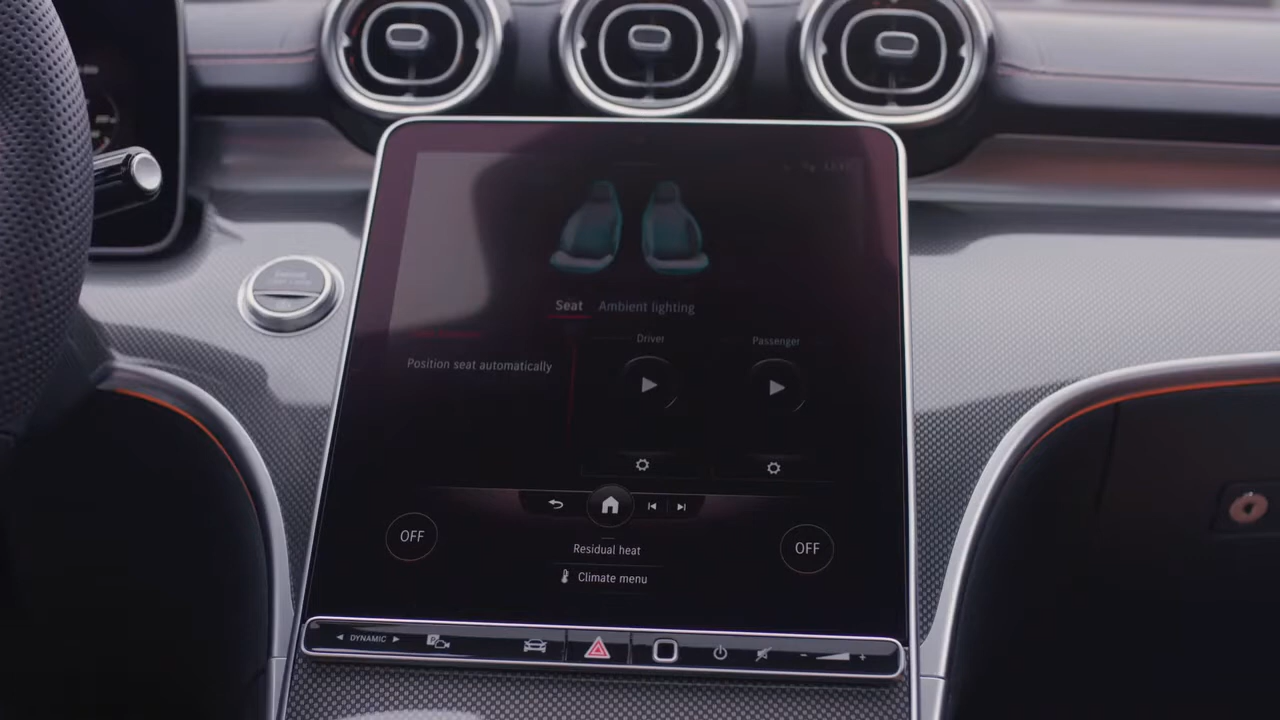 Seat Ambient lighting
Driver
Passenger
Position seat automatically
OFF
OFF
Residual heat
Climate menu
DYNAMIC